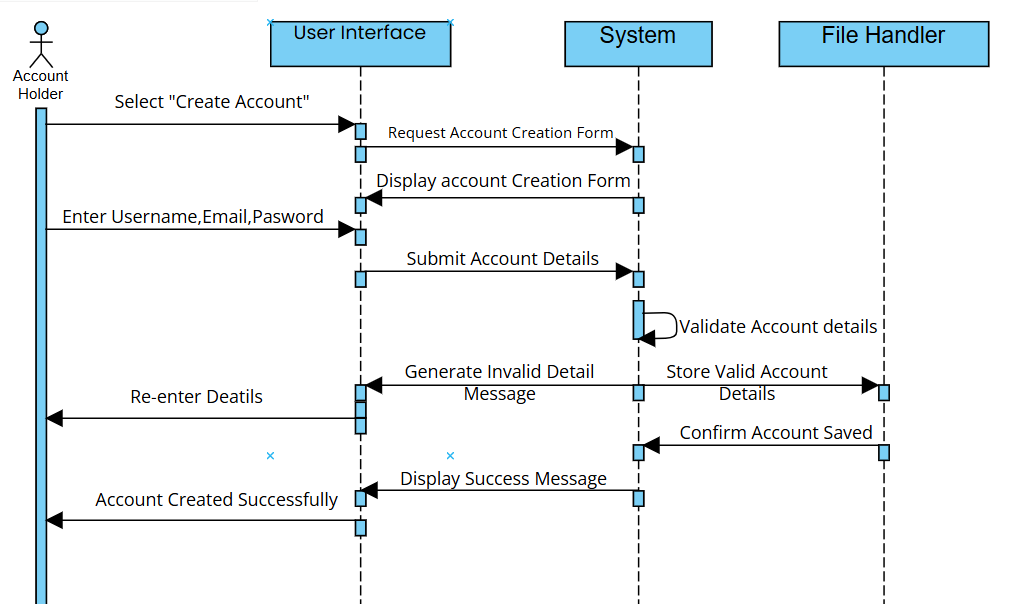 User Interface
System
File Handler
Account
Holder
Select "Create Account"
Request Account Creation Form
Display account Creation Form
Enter Username,Email,Pasword
Submit Account Details
Validate Account details
Generate Invalid Detail
Message
Store Valid Account
Details
Re-enter Deatils
Confirm Account Saved
Display Success Message
Account Created Successfully